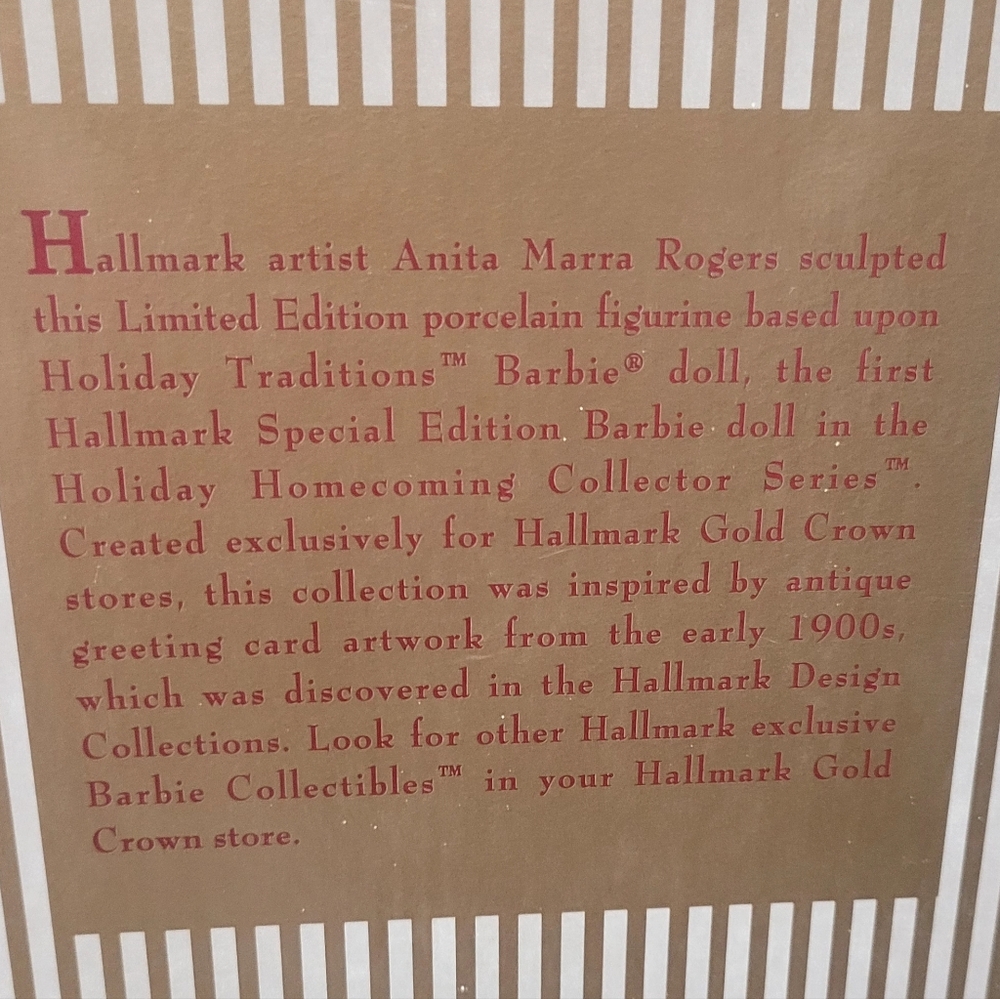 Hallmark artist Anita Marra Rogers sculpted
this Limited Edition porcelain figurine based upon
Holiday Traditions™ Barbie® doll, the first
Hallmark Special Edition Barbie doll in the
Holiday Homecoming Collector Series™.
Created exclusively for Hallmark Gold Crown
stores, this collection was inspired by antique
greeting card artwork from the early 1900s,
which was discovered in the Hallmark Design
Collections. Look for other Hallmark exclusive
Barbie Collectibles™ in your Hallmark Gold
Crown store.